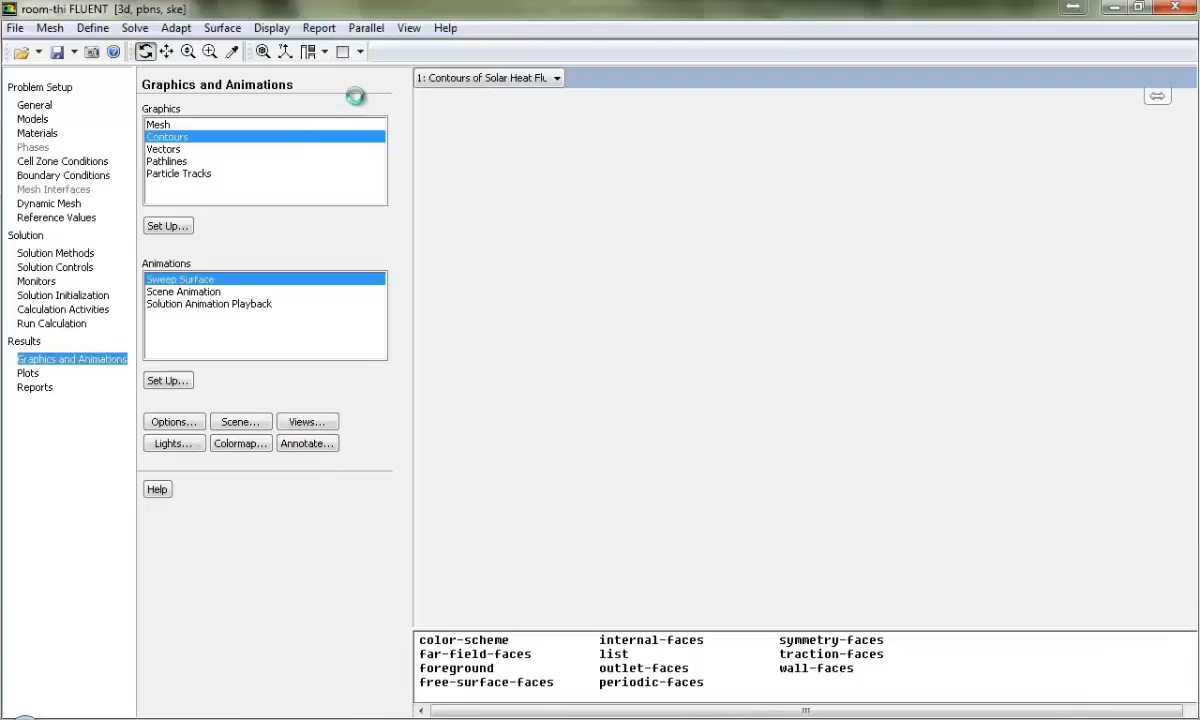 room-thi FLUENT [3d, pbns, ske]
File Mesh Define Solve Adapt Surface Display Report Parallel View Help
1: Contours of Solar Heat Flu
Problem Setup
General
Models
Materials
Phases
Cell Zone Conditions
Boundary Conditions
Mesh Interfaces
Dynamic Mesh
Reference Values
Solution
Solution Methods
Solution Controls
Monitors
Solution Initialization
Calculation Activities
Run Calculation
Results
Graphics and Animations
Plots
Reports
Graphics and Animations
Graphics
Mesh
Contours
Vectors
Pathlines
Particle Tracks
Set Up...
Animations
Sweep Surface
Scene Animation
Solution Animation Playback
Set Up...
Options... Scene... Views...
Lights... Colormap... Annotate...
Help
color-scheme internal-faces symmetry-faces
far-field-faces list traction-faces
foreground outlet-faces wall-faces
free-surface-faces periodic-faces